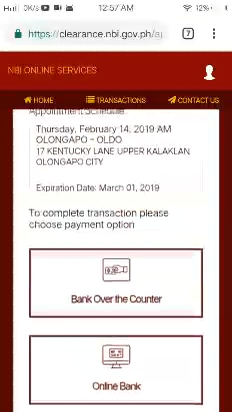 0K/s 12%
12:57 AM
https://clearance.nbi.gov.ph/a 7
NBI ONLINE SERVICES
HOME TRANSACTIONS CONTACT US
Appointment Schedule:
Thursday, February 14, 2019 AM
OLONGAPO - OLDO
17 KENTUCKY LANE UPPER KALAKLAN
OLONGAPO CITY
Expiration Date: March 01, 2019
To complete transaction please
choose payment option
Bank Over the Counter
Online Bank